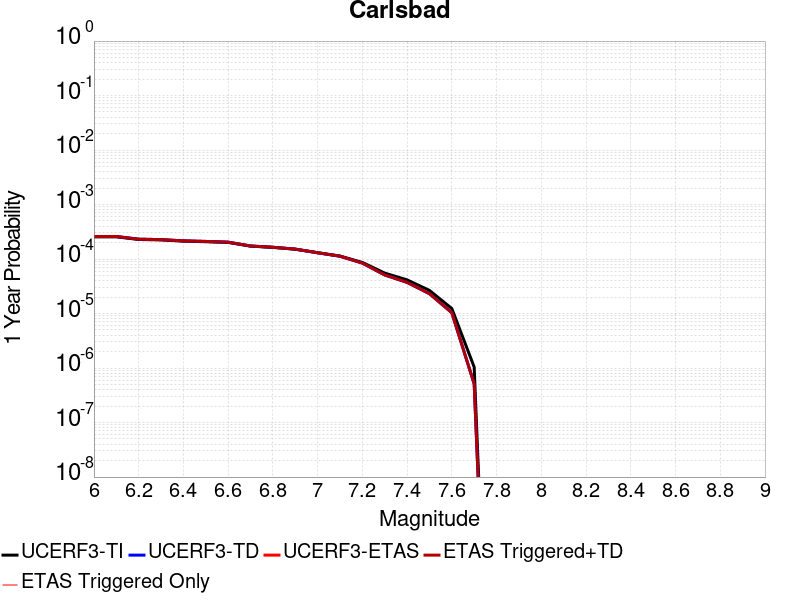 Carlsbad
10^0
10^-1
10^-2
10^-3
10^-4
10^-5
10^-6
10^-7
10^-8
1 Year Probability
6 6.2 6.4 6.6 6.8 7 7.2 7.4 7.6 7.8 8 8.2 8.4 8.6 8.8 9
Magnitude
UCERF3-TI UCERF3-TD UCERF3-ETAS ETAS Triggered+TD
ETAS Triggered Only